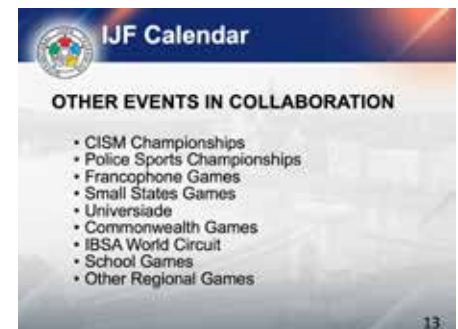 IJF Calendar
OTHER EVENTS IN COLLABORATION
• CISM Championships
• Police Sports Championships
• Francophone Games
• Small States Games
• Universiade
• Commonwealth Games
• IBSA World Circuit
• School Games
• Other Regional Games
13